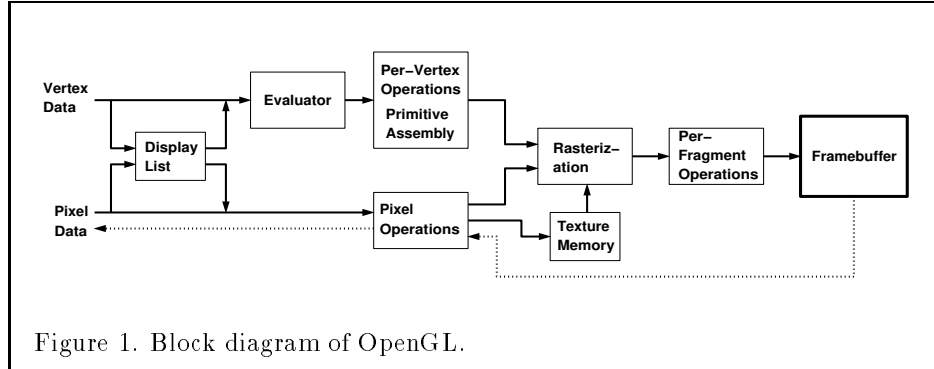 Vertex
Data
Evaluator
Per–Vertex
Operations
Primitive
Assembly
Display
List
Rasteriz–
ation
Per–
Fragment
Operations
Framebuffer
Pixel
Data
Pixel
Operations
Texture
Memory
Figure 1. Block diagram of OpenGL.